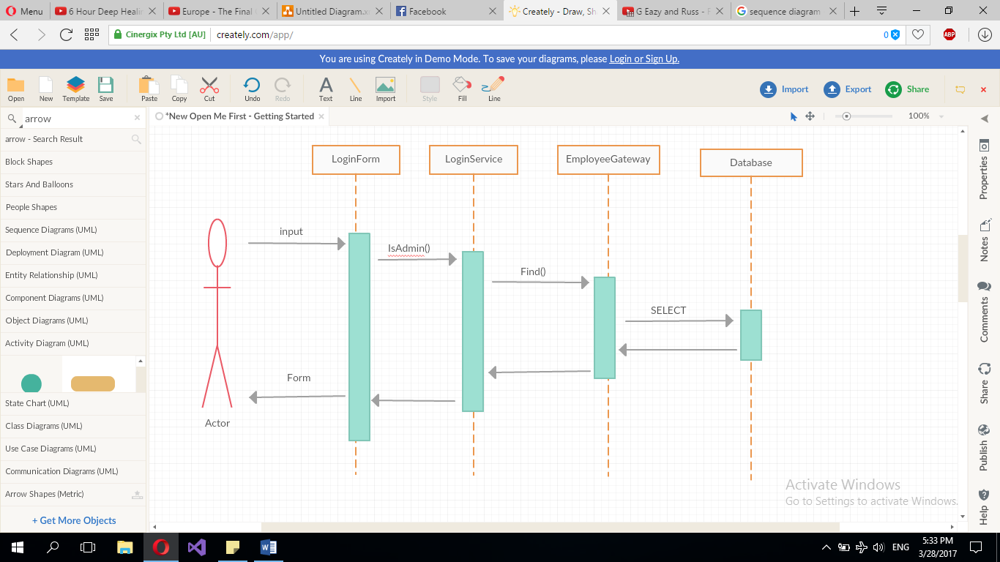 Menu
6 Hour Deep Healin
Europe - The Final
Untitled Diagram.x
Facebook
Creately - Draw, Sh
G Eazy and Russ - F
sequence diagram
Cinergix Pty Ltd [AU]
creately.com/app/
0
ABP
You are using Creately in Demo Mode. To save your diagrams, please Login or Sign Up.
Open
New
Template
Save
Paste
Copy
Cut
Undo
Redo
A
Text
Line
Import
Style
Fill
Line
Import
Export
Share
arrow
*New Open Me First - Getting Started
100%
arrow - Search Result
Block Shapes
Stars And Balloons
People Shapes
Sequence Diagrams (UML)
Deployment Diagram (UML)
Entity Relationship (UML)
Component Diagrams (UML)
Object Diagrams (UML)
Activity Diagram (UML)
State Chart (UML)
Class Diagrams (UML)
Use Case Diagrams (UML)
Communication Diagrams (UML)
Arrow Shapes (Metric)
+ Get More Objects
LoginForm
LoginService
EmployeeGateway
Database
input
IsAdmin()
Find()
SELECT
Form
Actor
Properties
Notes
Comments
Share
Publish
Help
Activate Windows
Go to Settings to activate Windows.
ENG
5:33 PM
3/28/2017